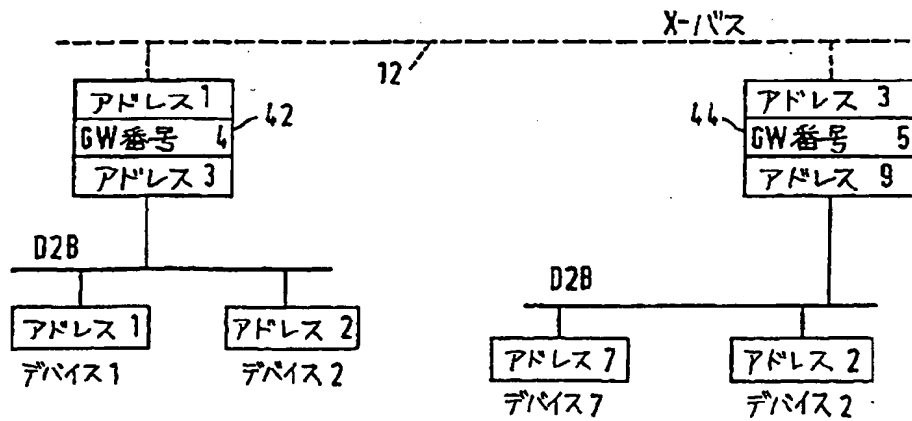 X-バス
12
アドレス 1
GW番号 4
アドレス 3
42
アドレス 3
GW番号 5
アドレス 9
44
D2B
アドレス 1
アドレス 2
デバイス 1
デバイス 2
D2B
アドレス 7
アドレス 2
デバイス 7
デバイス 2